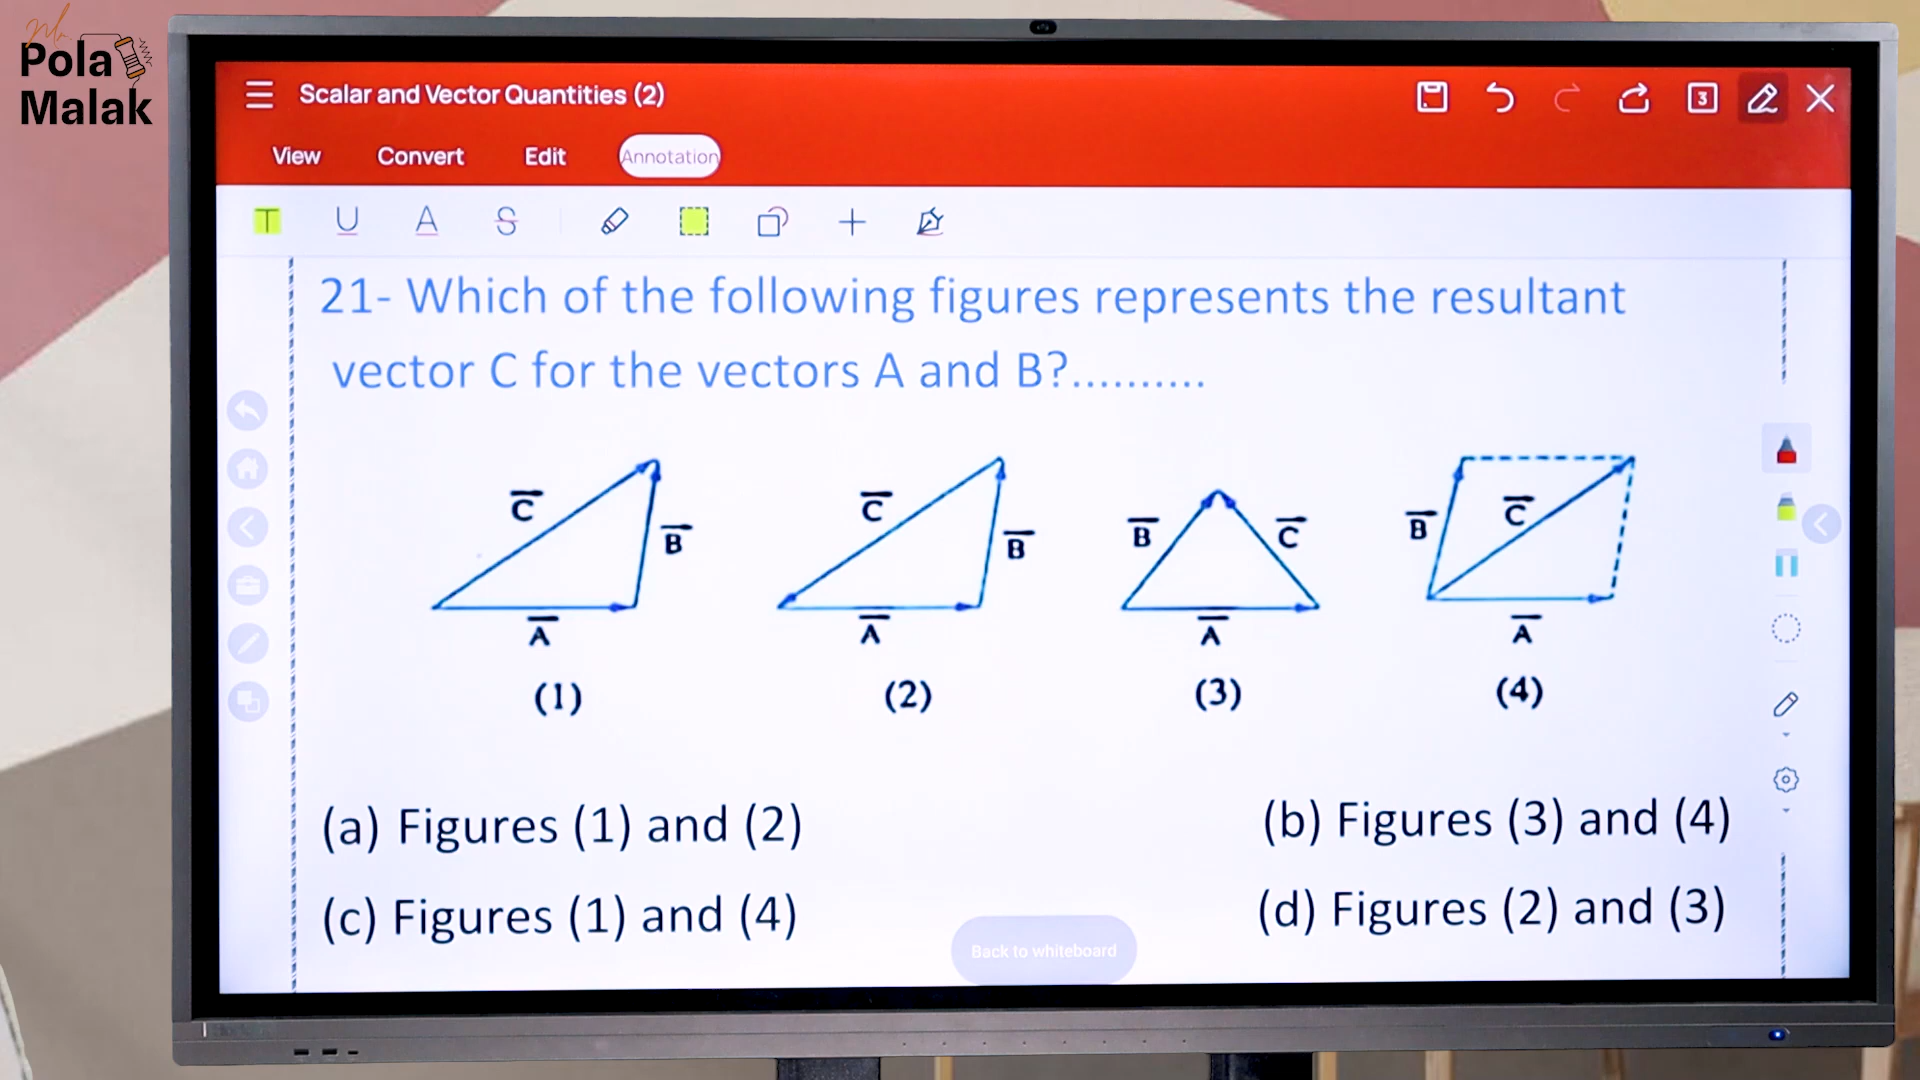 Mr.
Pola
Malak
Scalar and Vector Quantities (2)
3
View Convert Edit Annotation
T U A S
21- Which of the following figures represents the resultant
vector C for the vectors A and B?..........
C B A
C B A
B C A
B C A
(1) (2) (3) (4)
(a) Figures (1) and (2) (b) Figures (3) and (4)
(c) Figures (1) and (4) (d) Figures (2) and (3)
Back to whiteboard